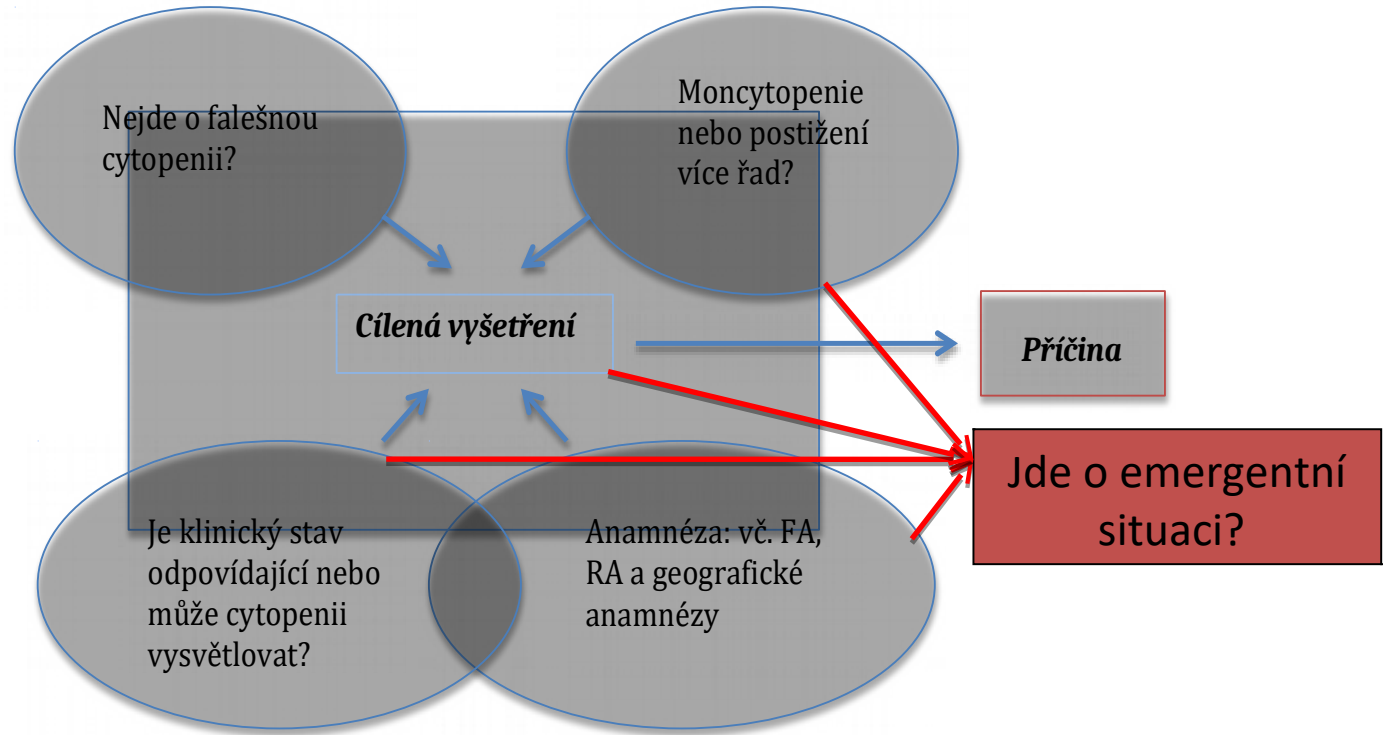 Nejde o falešnou
cytopenii?
Moncytopenie
nebo postižení
více řad?
Cílená vyšetření
Příčina
Jde o emergentní
situaci?
Je klinický stav
odpovídající nebo
může cytopenii
vysvětlovat?
Anamnéza: vč. FA,
RA a geografické
anamnézy